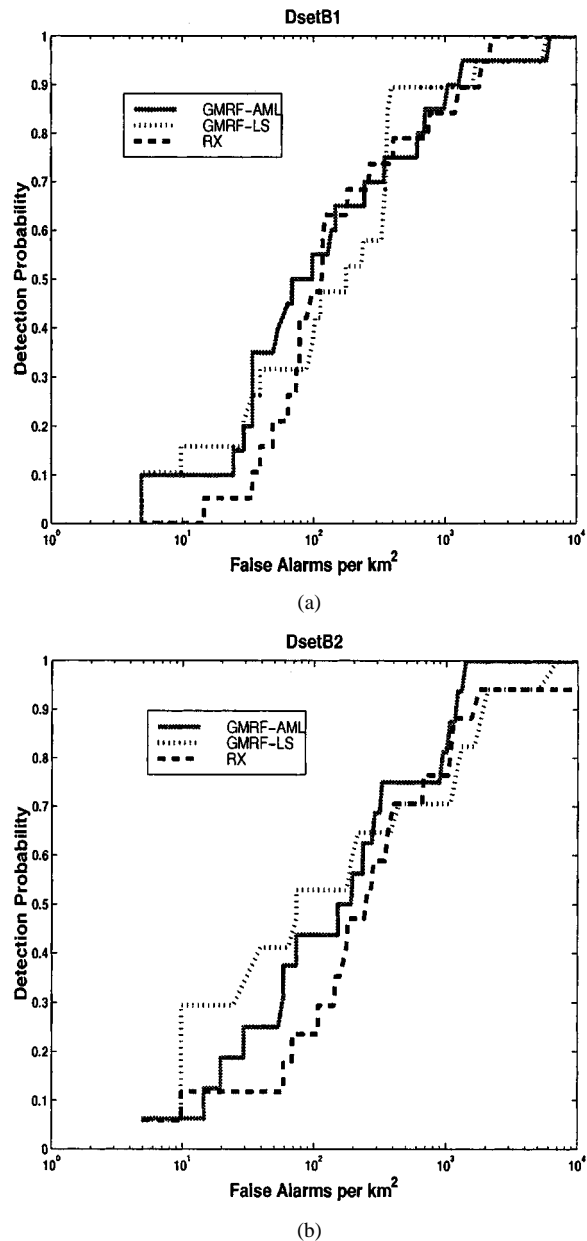 DsetB1
1
0.9
0.8
0.7
0.6
0.5
0.4
0.3
0.2
0.1
0
Detection Probability
GMRF-AML
GMRF-LS
RX
10^0
10^1
10^2
10^3
10^4
False Alarms per km^2
(a)
DsetB2
1
0.9
0.8
0.7
0.6
0.5
0.4
0.3
0.2
0.1
0
Detection Probability
GMRF-AML
GMRF-LS
RX
10^0
10^1
10^2
10^3
10^4
False Alarms per km^2
(b)